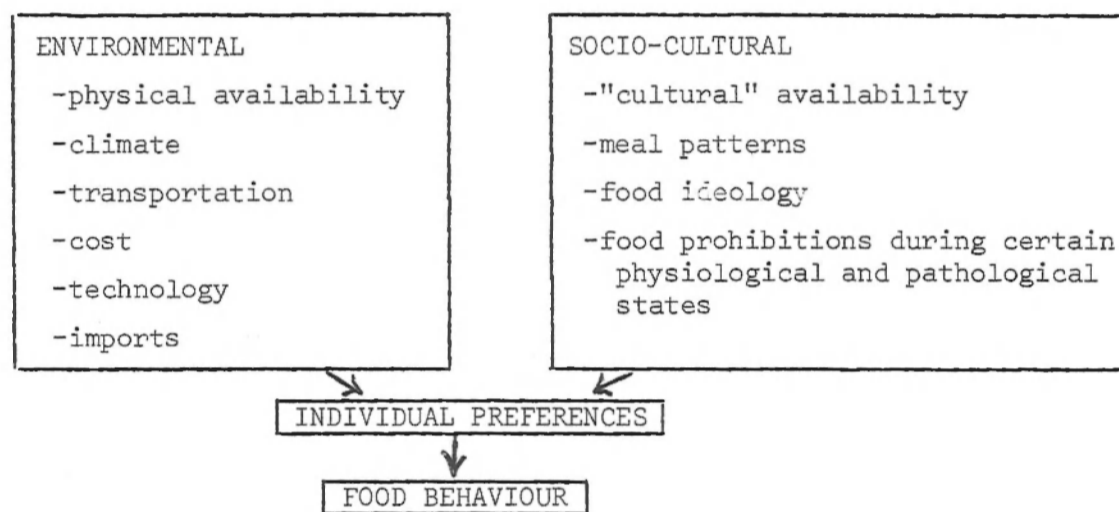 ENVIRONMENTAL
-physical availability
-climate
-transportation
-cost
-technology
-imports
SOCIO-CULTURAL
-"cultural" availability
-meal patterns
-food ideology
-food prohibitions during certain
physiological and pathological
states
INDIVIDUAL PREFERENCES
FOOD BEHAVIOUR